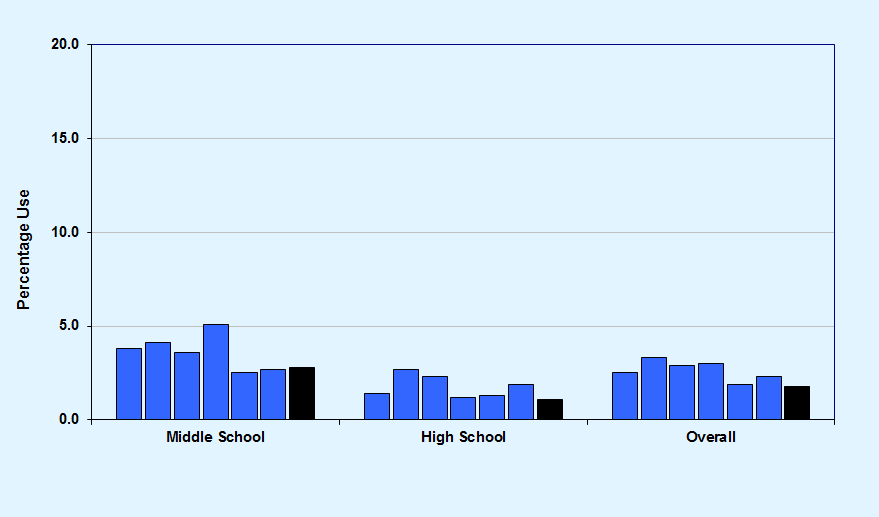 20.0
15.0
10.0
5.0
0.0
Percentage Use
Middle School
High School
Overall